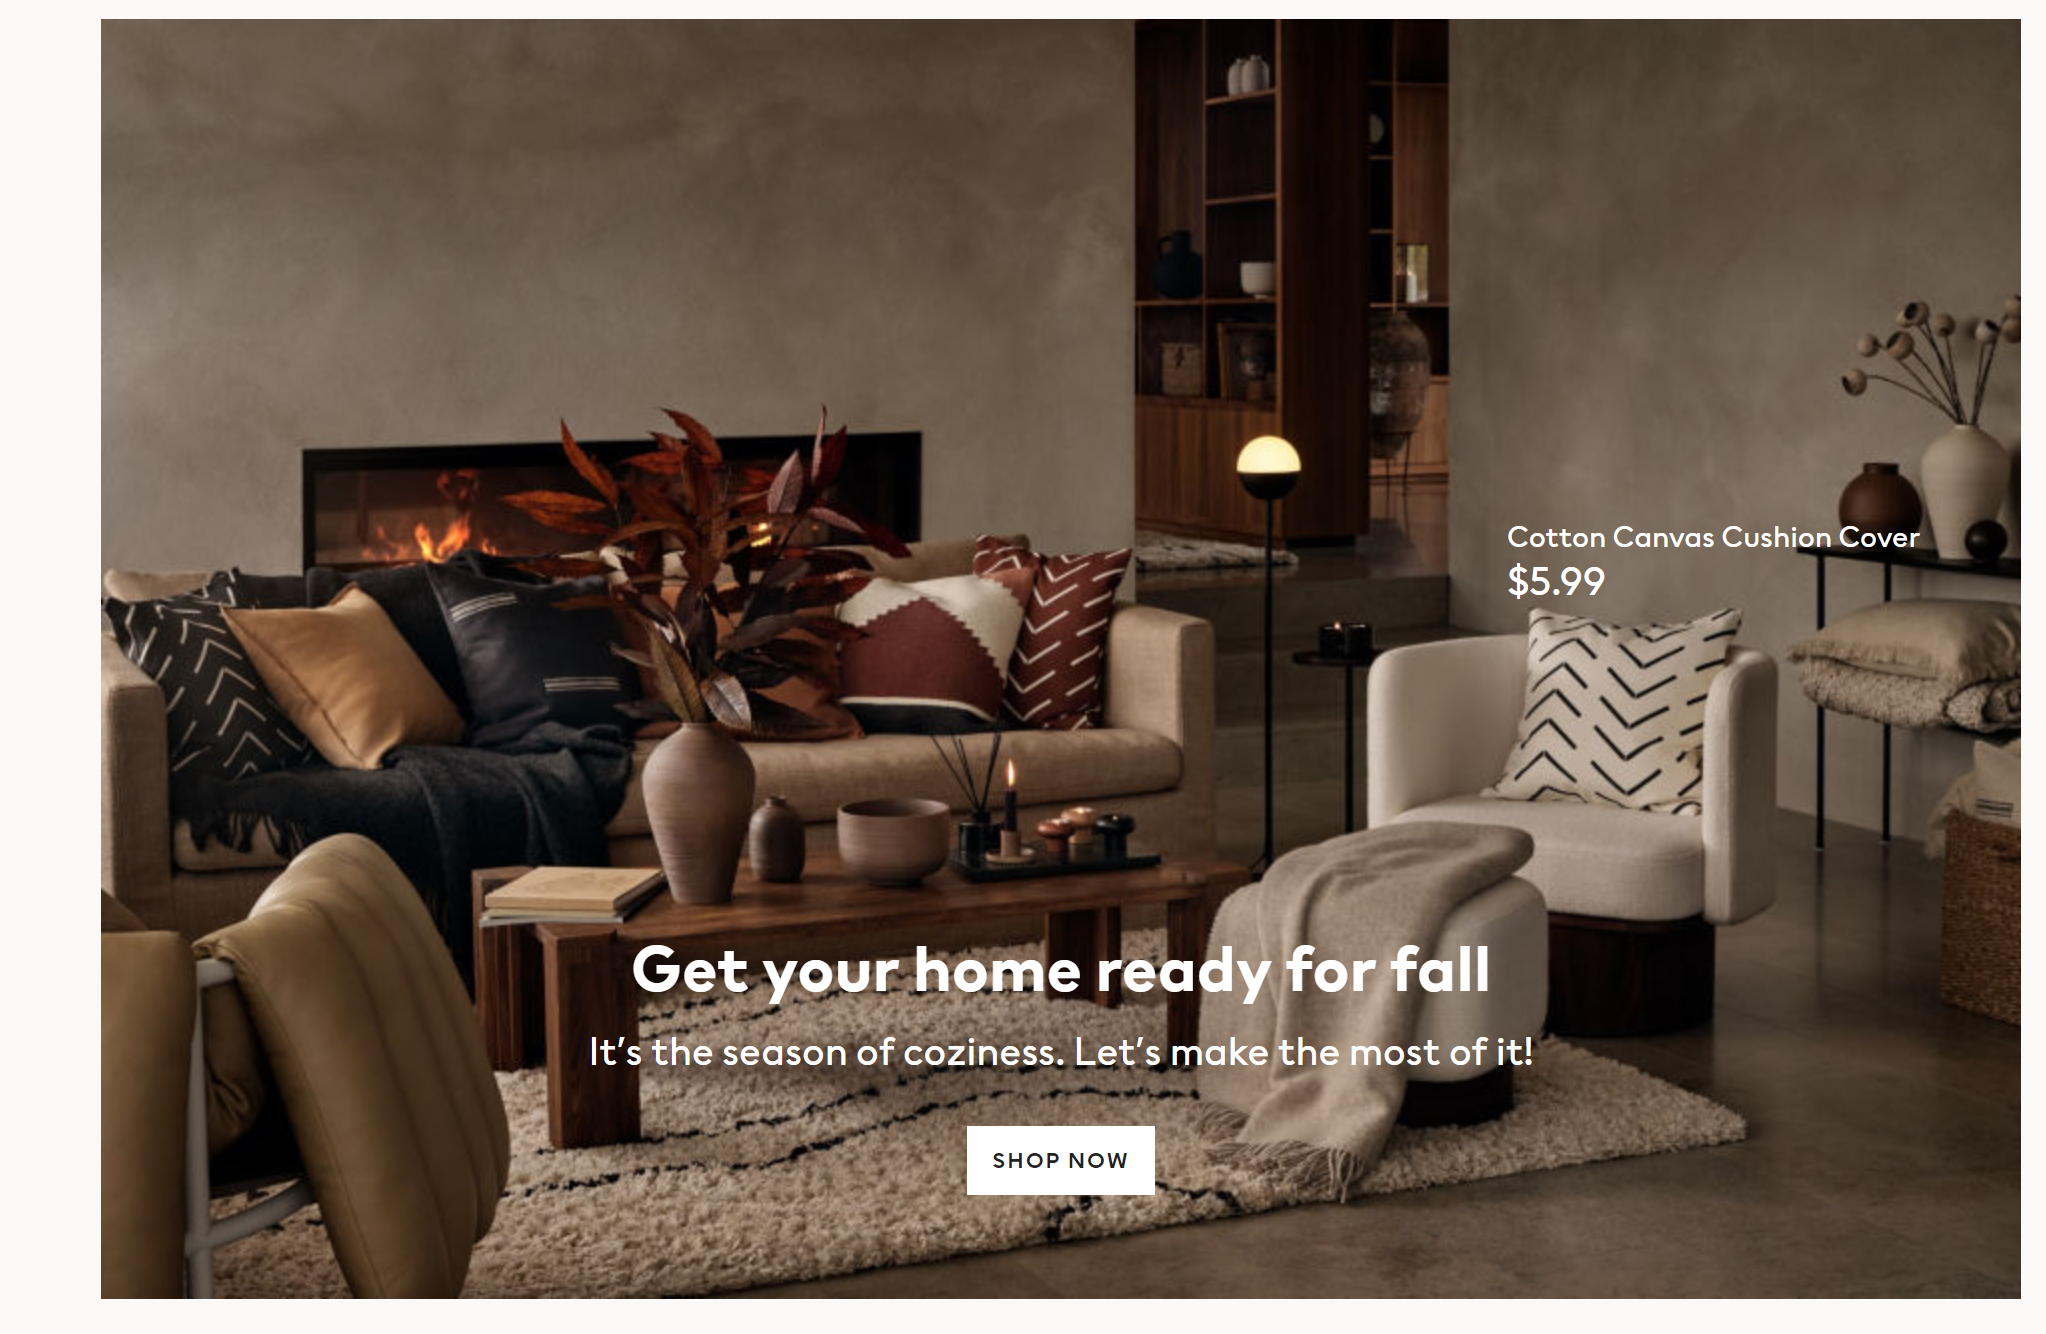 Cotton Canvas Cushion Cover
$5.99
Get your home ready for fall
It’s the season of coziness. Let’s make the most of it!
SHOP NOW